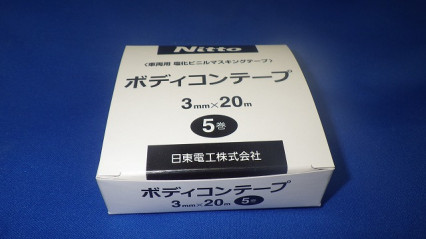 Nitto
〈車両用 塩化ビニルマスキングテープ〉
ボディコンテープ
3mm×20m
5巻
日東電工株式会社
ボディコンテープ
3mm×20m 5巻